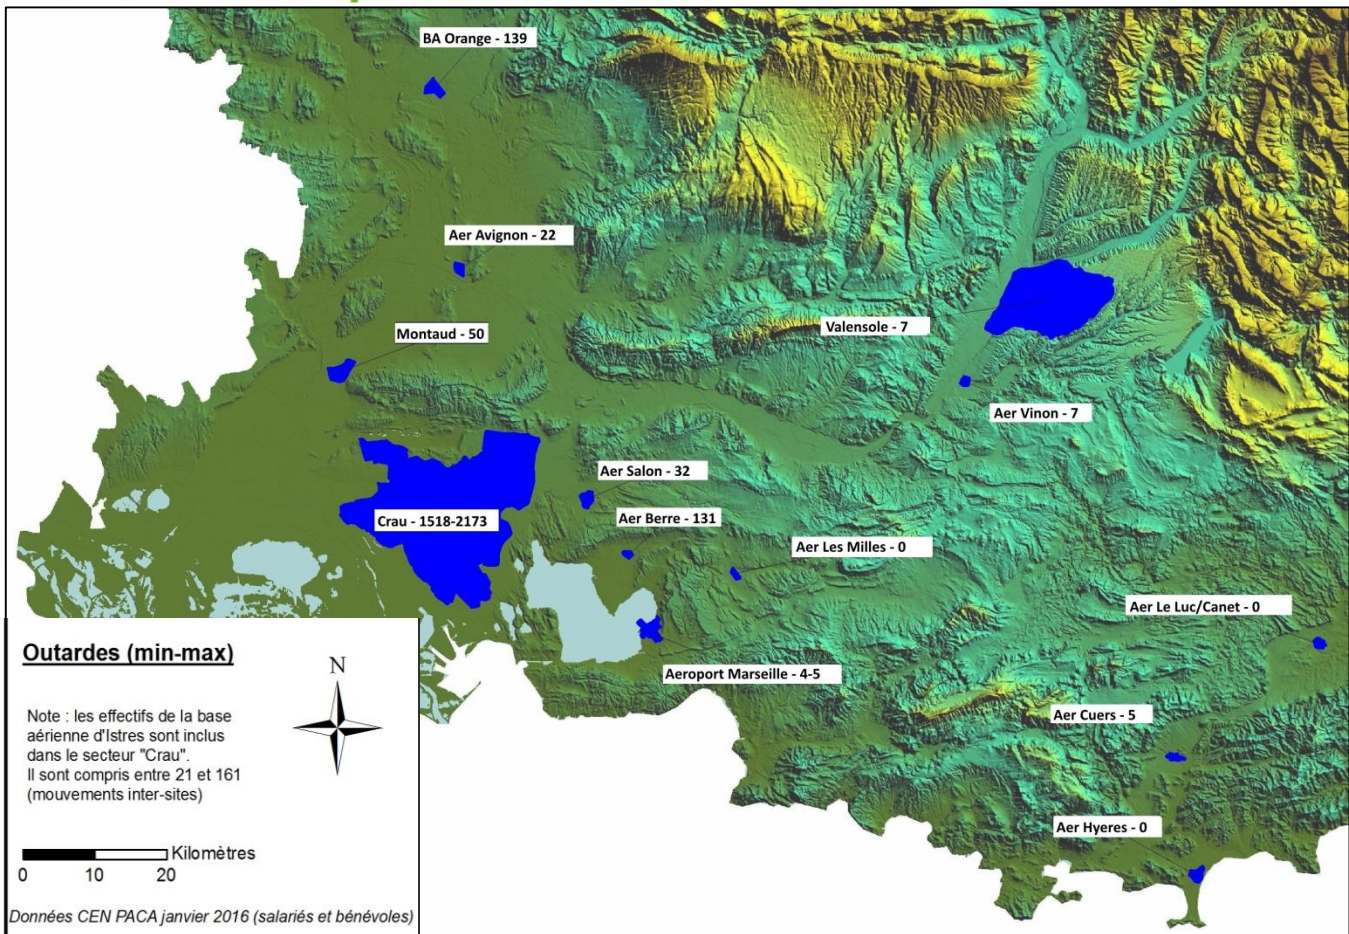 BA Orange - 139
Aer Avignon - 22
Montaud - 50
Valensole - 7
Aer Vinon - 7
Aer Salon - 32
Crau - 1518-2173
Aer Berre - 131
Aer Les Milles - 0
Aer Le Luc/Canet - 0
Aeroport Marseille - 4-5
Aer Cuers - 5
Aer Hyeres - 0
Outardes (min-max)
N
Note : les effectifs de la base
aérienne d'Istres sont inclus
dans le secteur "Crau".
Il sont compris entre 21 et 161
(mouvements inter-sites)
Kilomètres
0 10 20
Données CEN PACA janvier 2016 (salariés et bénévoles)